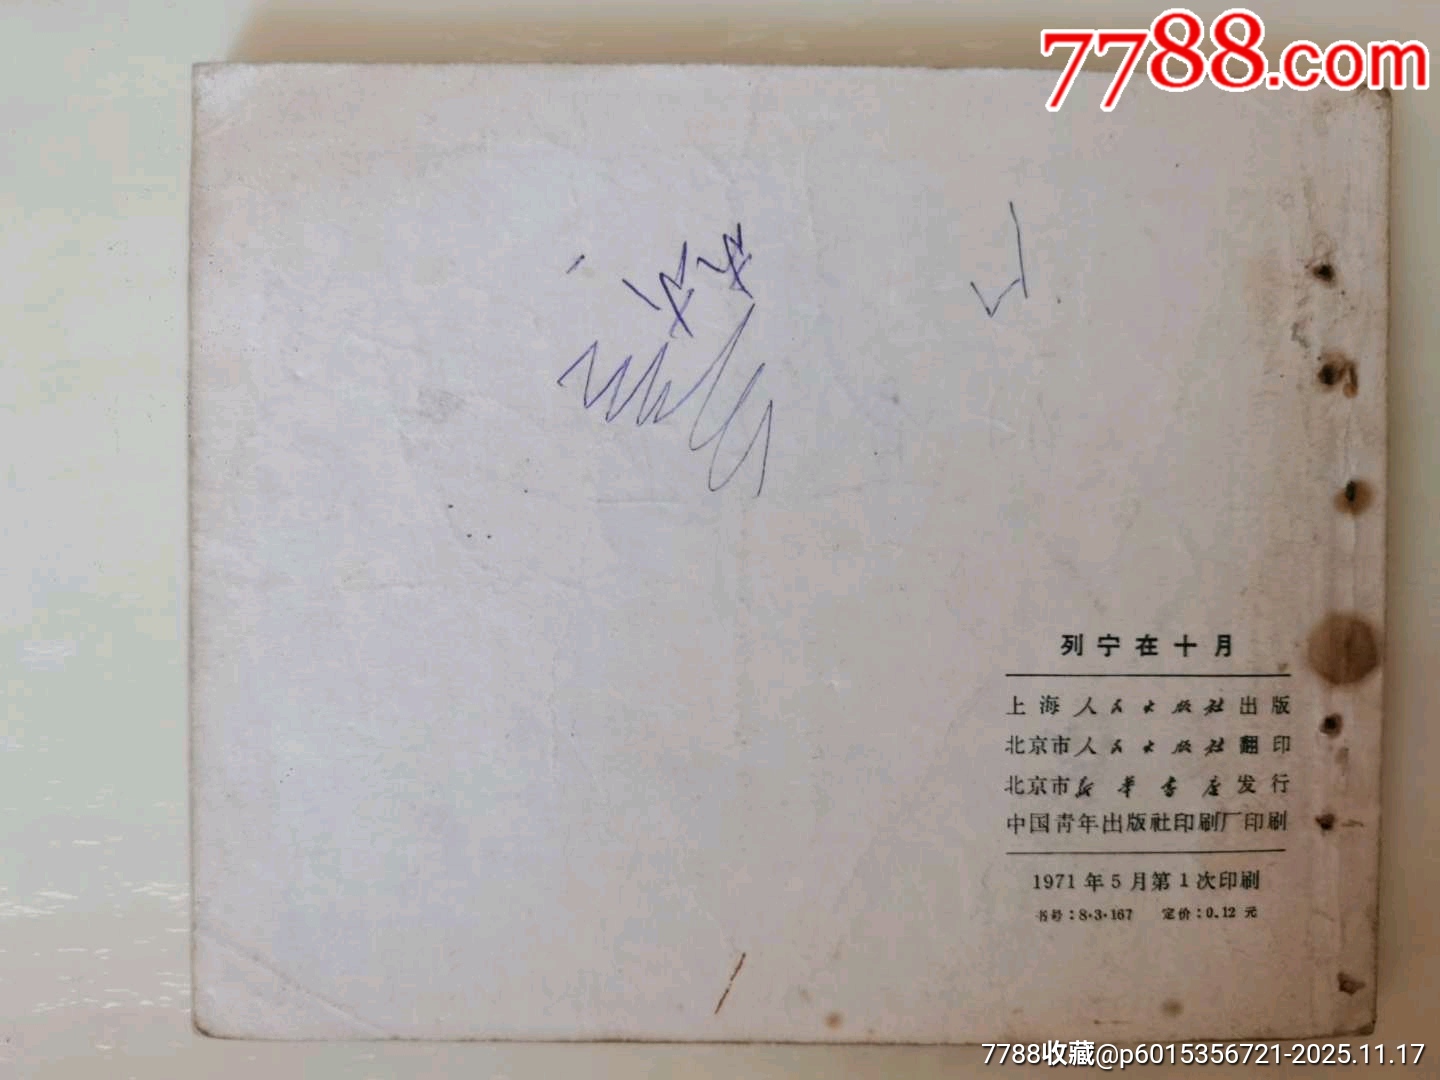 7788.com
列宁在十月
上海人民出版社出版
北京市人民出版社翻印
北京市新华书店发行
中国青年出版社印刷厂印刷
1971年5月第1次印刷
书号：8·3·167 定价：0.12元
7788收藏@p6015356721-2025.11.17